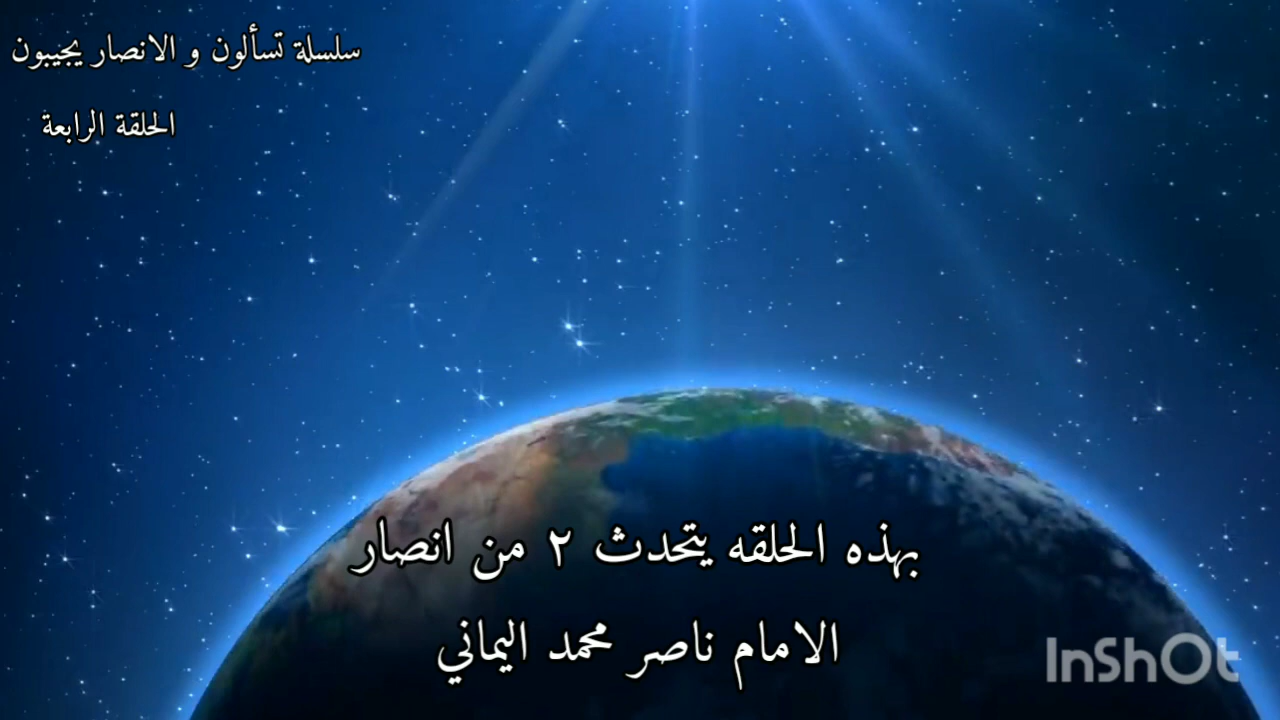 سلسلة تسألون و الانصار يجيبون
الحلقة الرابعة
بهذه الحلقه يتحدث ٢ من انصار
الامام ناصر محمد اليماني
InShOt